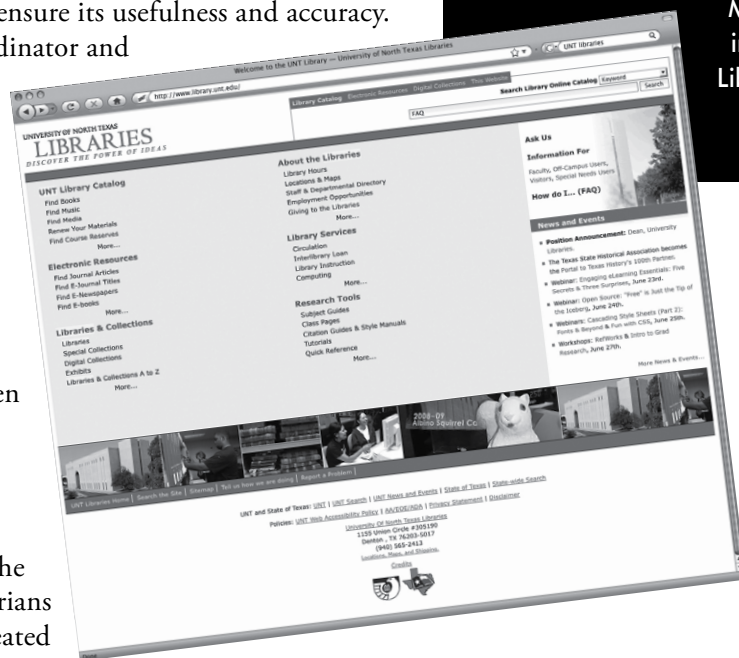 ensure its usefulness and accuracy.
dinator and
en
he
rians
eated
M
in
Lib
Welcome to the UNT Library — University of North Texas Libraries
http://www.library.unt.edu/
UNT libraries
UNIVERSITY OF NORTH TEXAS
LIBRARIES
DISCOVER THE POWER OF IDEAS
Library Catalog Electronic Resources Digital Collections This Website
Search Library Online Catalog Keyword
FAQ
Search
UNT Library Catalog
Find Books
Find Music
Find Media
Renew Your Materials
Find Course Reserves
More...
Electronic Resources
Find Journal Articles
Find E-Journal Titles
Find E-Newspapers
Find E-books
More...
Libraries & Collections
Libraries
Special Collections
Digital Collections
Exhibits
Libraries & Collections A to Z
More...
About the Libraries
Library Hours
Locations & Maps
Staff & Departmental Directory
Employment Opportunities
Giving to the Libraries
More...
Library Services
Circulation
Interlibrary Loan
Library Instruction
Computing
More...
Research Tools
Subject Guides
Class Pages
Citation Guides & Style Manuals
Tutorials
Quick Reference
More...
Ask Us
Information For
Faculty, Off-Campus Users,
Visitors, Special Needs Users
How do I... (FAQ)
News and Events
Position Announcement: Dean, University
Libraries.
The Texas State Historical Association becomes
the Portal to Texas History's 100th Partner.
Webinar: Engaging eLearning Essentials: Five
Secrets & Three Surprises, June 23rd.
Webinar: Open Source: "Free" is Just the Tip of
the Iceberg, June 24th.
Webinars: Cascading Style Sheets (Part 2):
Fonts & Beyond & Fun with CSS, June 25th.
Workshops: RefWorks & Intro to Grad
Research, June 27th.
More News & Events...
2008-09
Albino Squirrel Co
UNT Libraries Home | Search the Site | Sitemap | Tell us how we are doing | Report a Problem |
UNT and State of Texas: UNT | UNT Search | UNT News and Events | State of Texas | State-wide Search
Policies: UNT Web Accessibility Policy | AA/EOE/ADA | Privacy Statement | Disclaimer
University Of North Texas Libraries
1155 Union Circle #305190
Denton , TX 76203-5017
(940) 565-2413
Locations, Maps, and Shipping.
Credits
Done